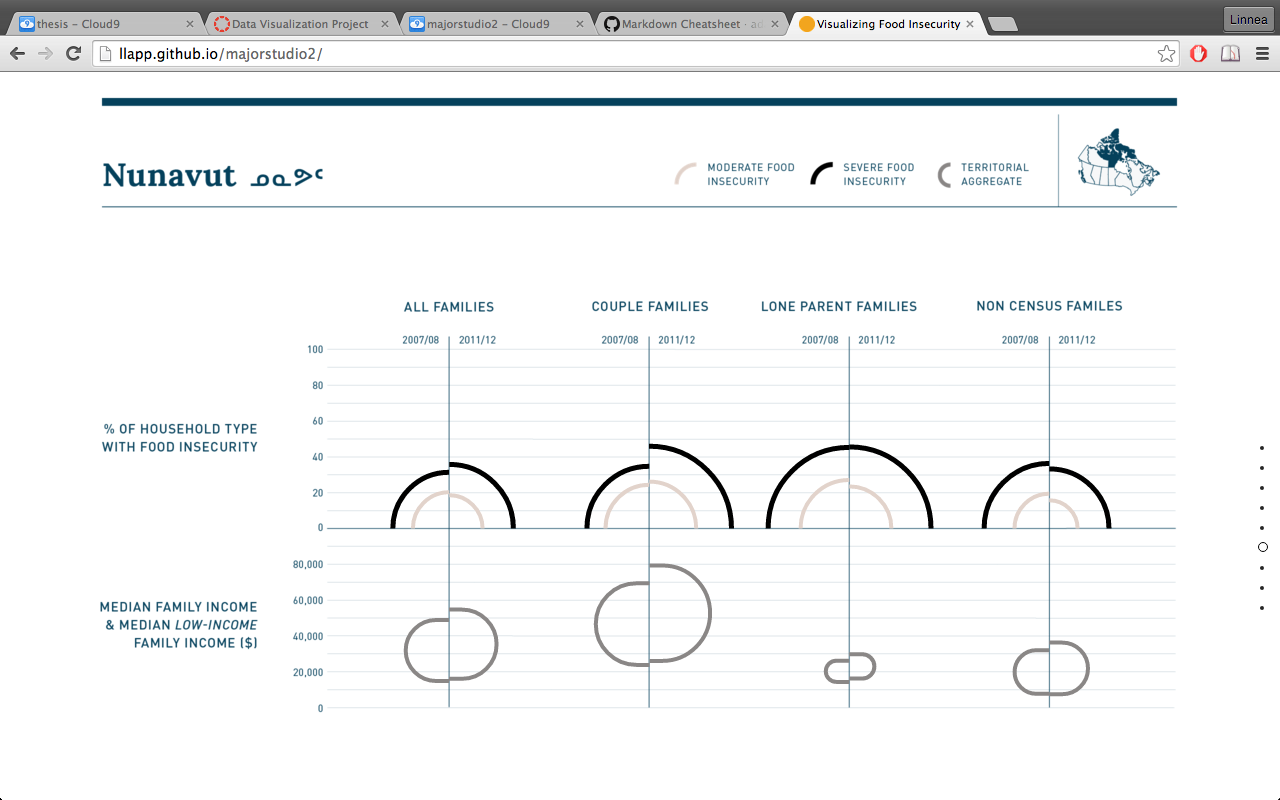 thesis – Cloud9
Data Visualization Project
majorstudio2 – Cloud9
Markdown Cheatsheet · ad
Visualizing Food Insecurity
Linnea
llapp.github.io/majorstudio2/
Nunavut ᓄᓇᕗᑦ
MODERATE FOOD
INSECURITY
SEVERE FOOD
INSECURITY
TERRITORIAL
AGGREGATE
ALL FAMILIES
COUPLE FAMILIES
LONE PARENT FAMILIES
NON CENSUS FAMILES
2007/08 2011/12
2007/08 2011/12
2007/08 2011/12
2007/08 2011/12
% OF HOUSEHOLD TYPE
WITH FOOD INSECURITY
100
80
60
40
20
0
MEDIAN FAMILY INCOME
& MEDIAN LOW-INCOME
FAMILY INCOME ($)
80,000
60,000
40,000
20,000
0